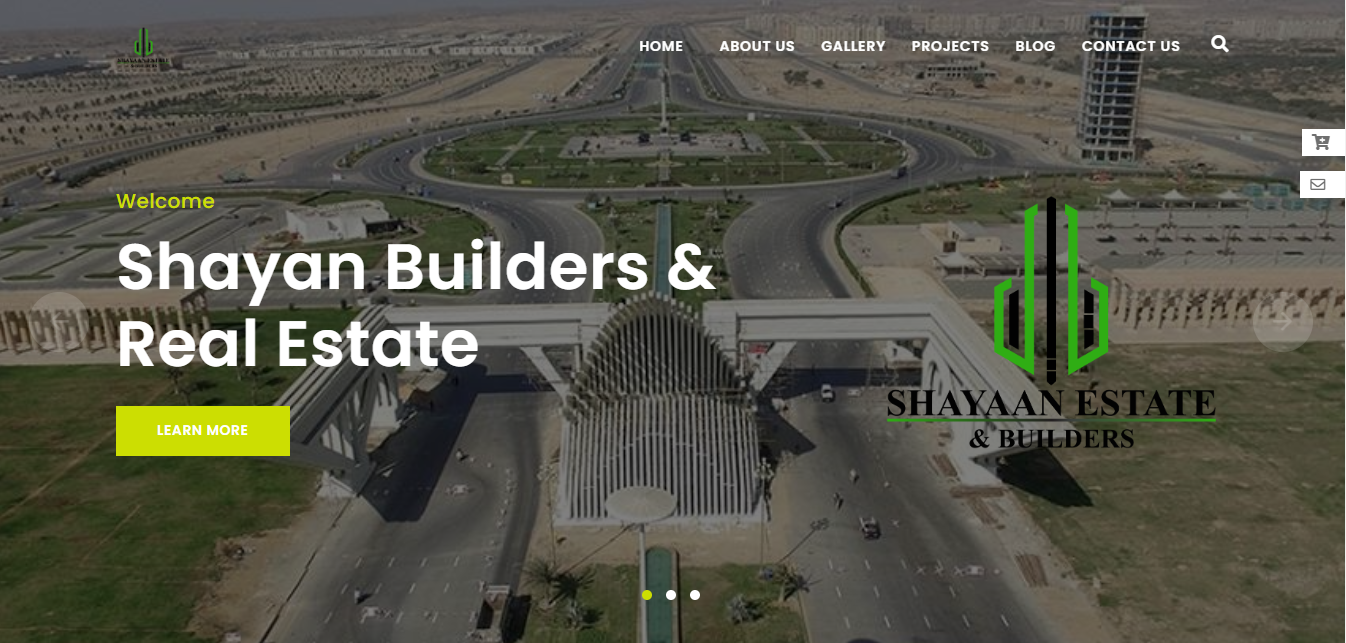 HOME ABOUT US GALLERY PROJECTS BLOG CONTACT US
Welcome
Shayan Builders &
Real Estate
LEARN MORE
SHAYAAN ESTATE
& BUILDERS